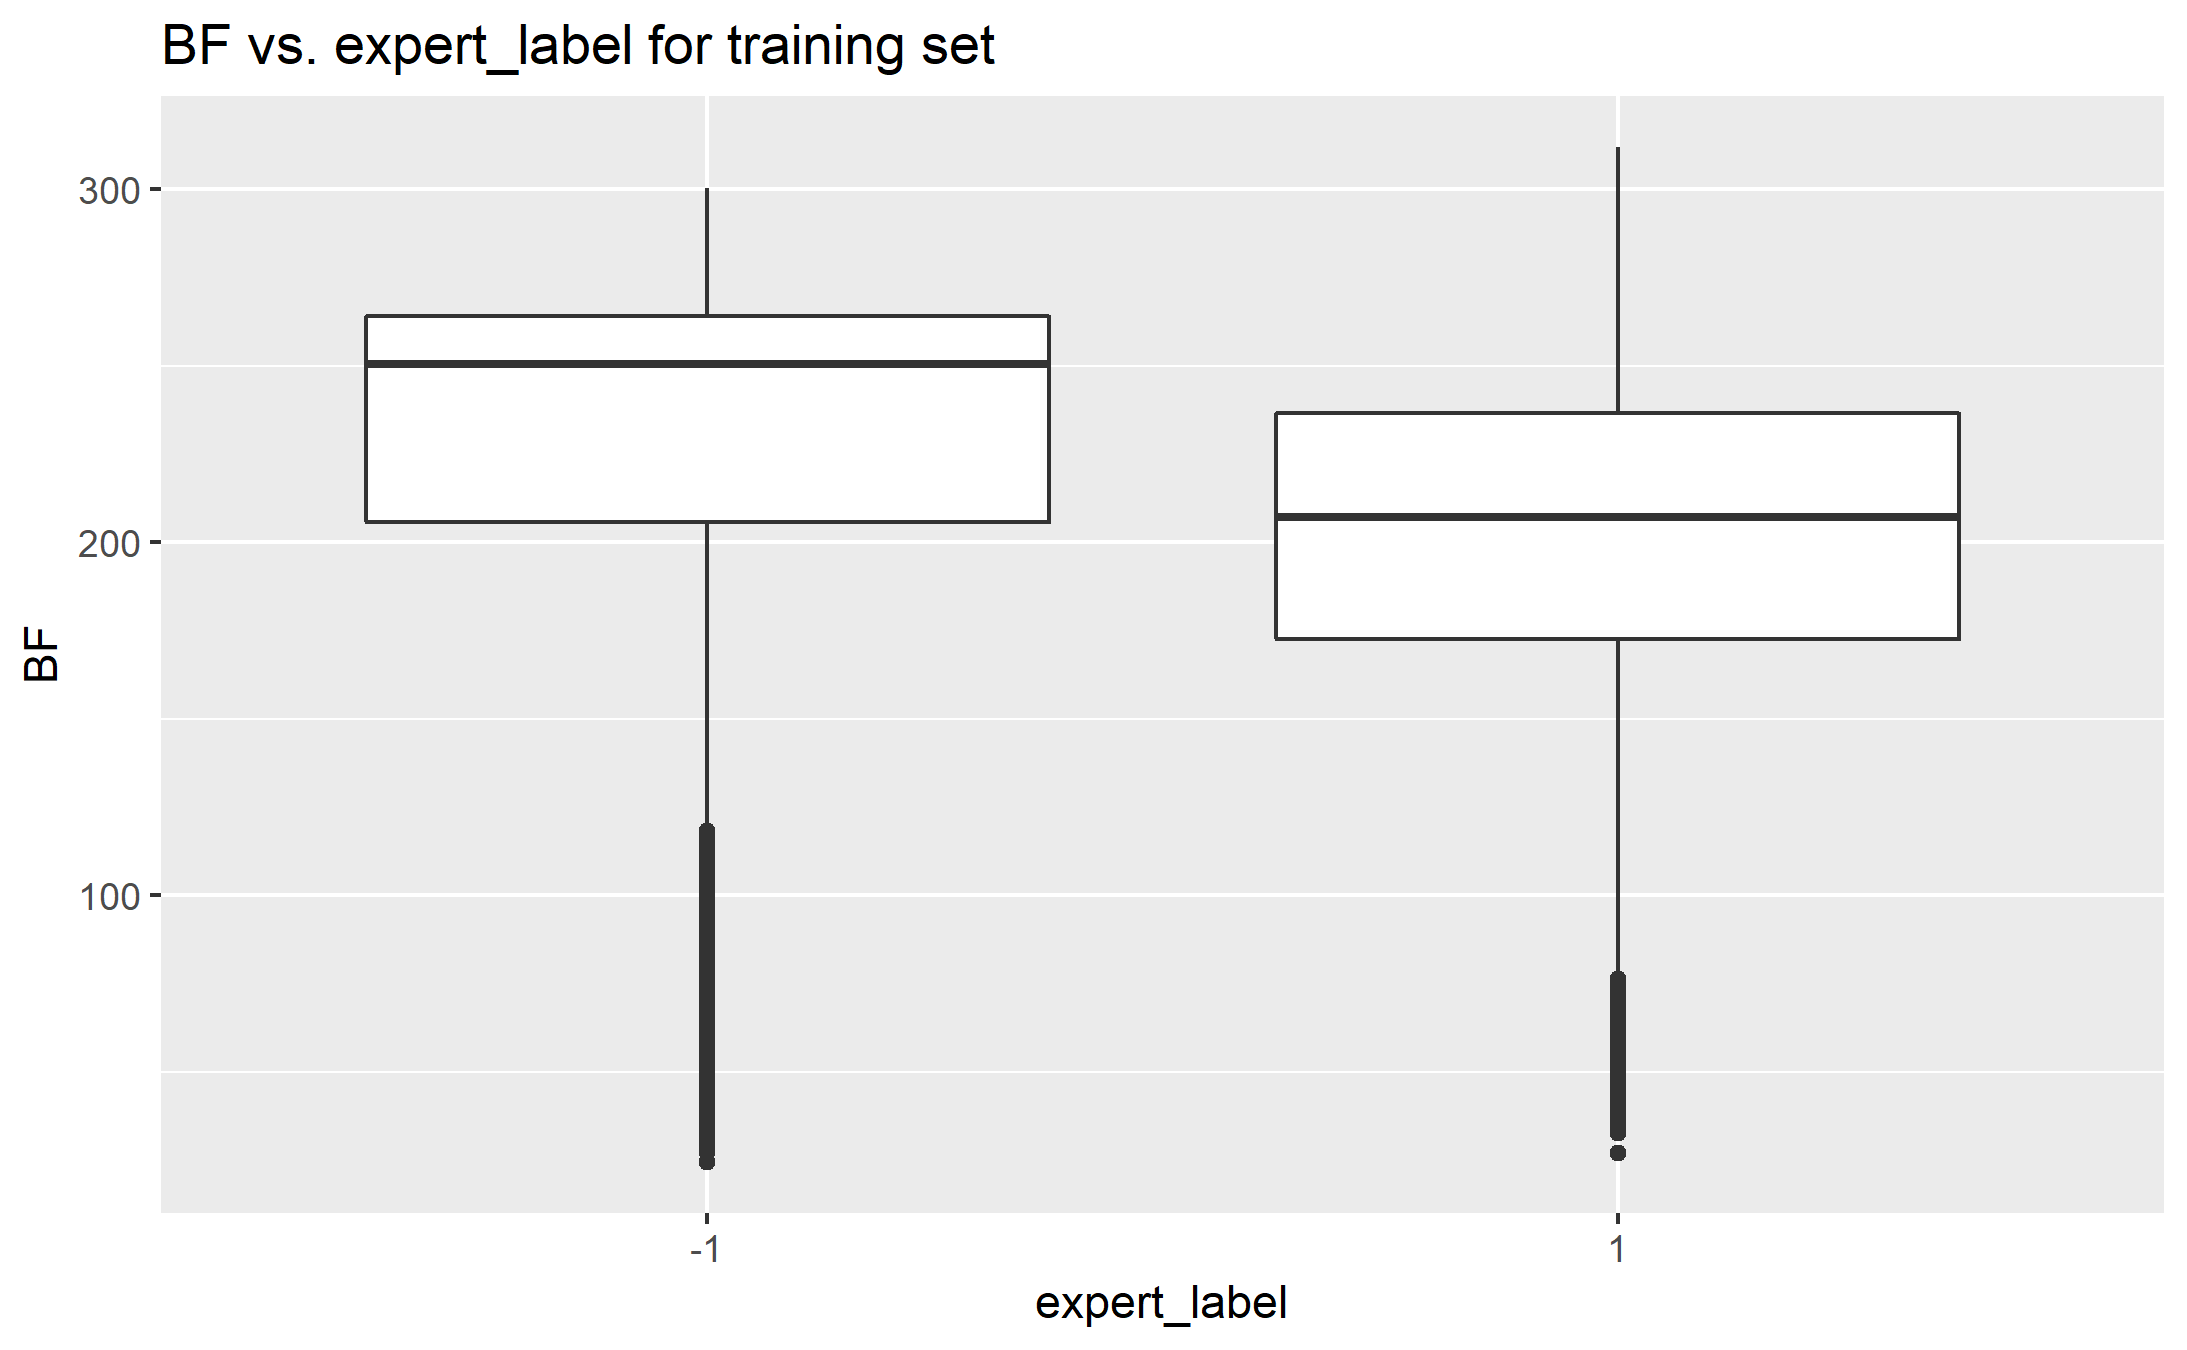 BF vs. expert_label for training set
300
200
100
BF
-1
1
expert_label